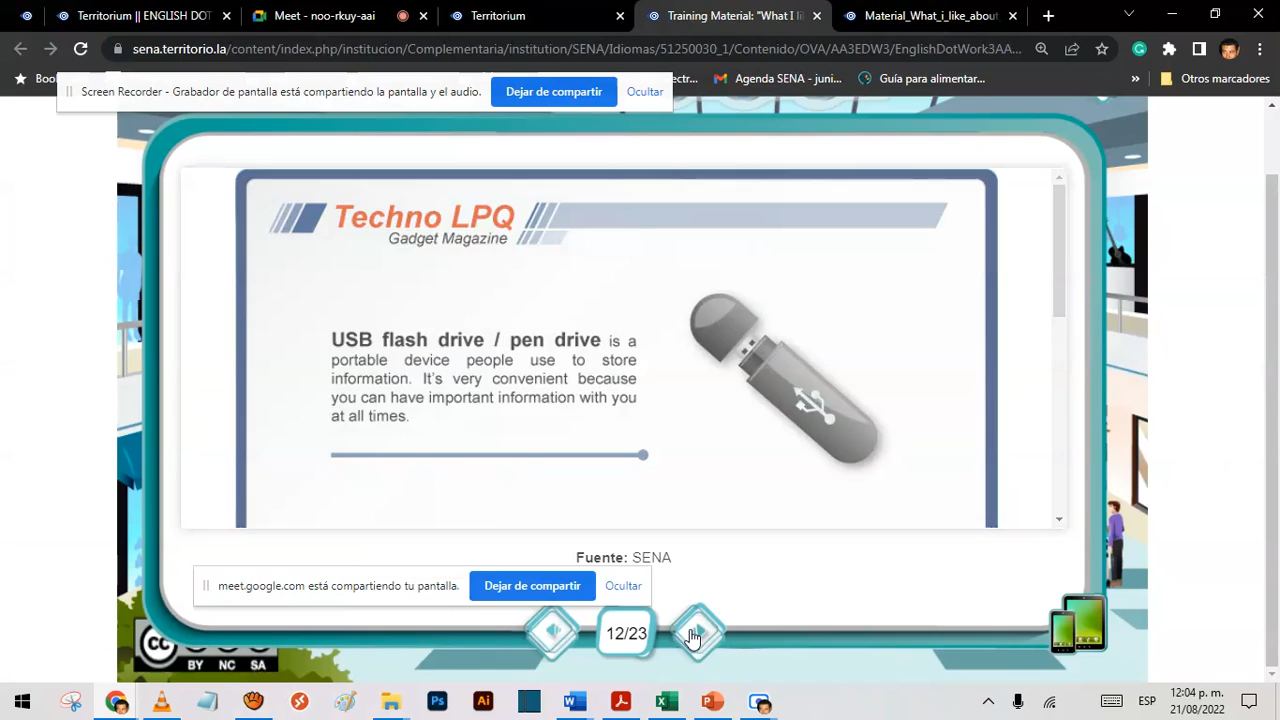 Territorium || ENGLISH DOT
Meet - noo-rkuy-aai
Territorium
Training Material: "What I li
Material_What_i_like_about
sena.territorio.la/content/index.php/institucion/Complementaria/institution/SENA/Idiomas/51250030_1/Contenido/OVA/AA3EDW3/EnglishDotWork3AA...
Boo
ectr...
Agenda SENA - juni...
Guía para alimentar...
»
Otros marcadores
Screen Recorder - Grabador de pantalla está compartiendo la pantalla y el audio.
Dejar de compartir
Ocultar
Techno LPQ
Gadget Magazine
USB flash drive / pen drive is a
portable device people use to store
information. It's very convenient because
you can have important information with you
at all times.
Fuente: SENA
meet.google.com está compartiendo tu pantalla.
Dejar de compartir
Ocultar
12/23
CC
BY NC SA
Ps
Ai
ESP
12:04 p. m.
21/08/2022